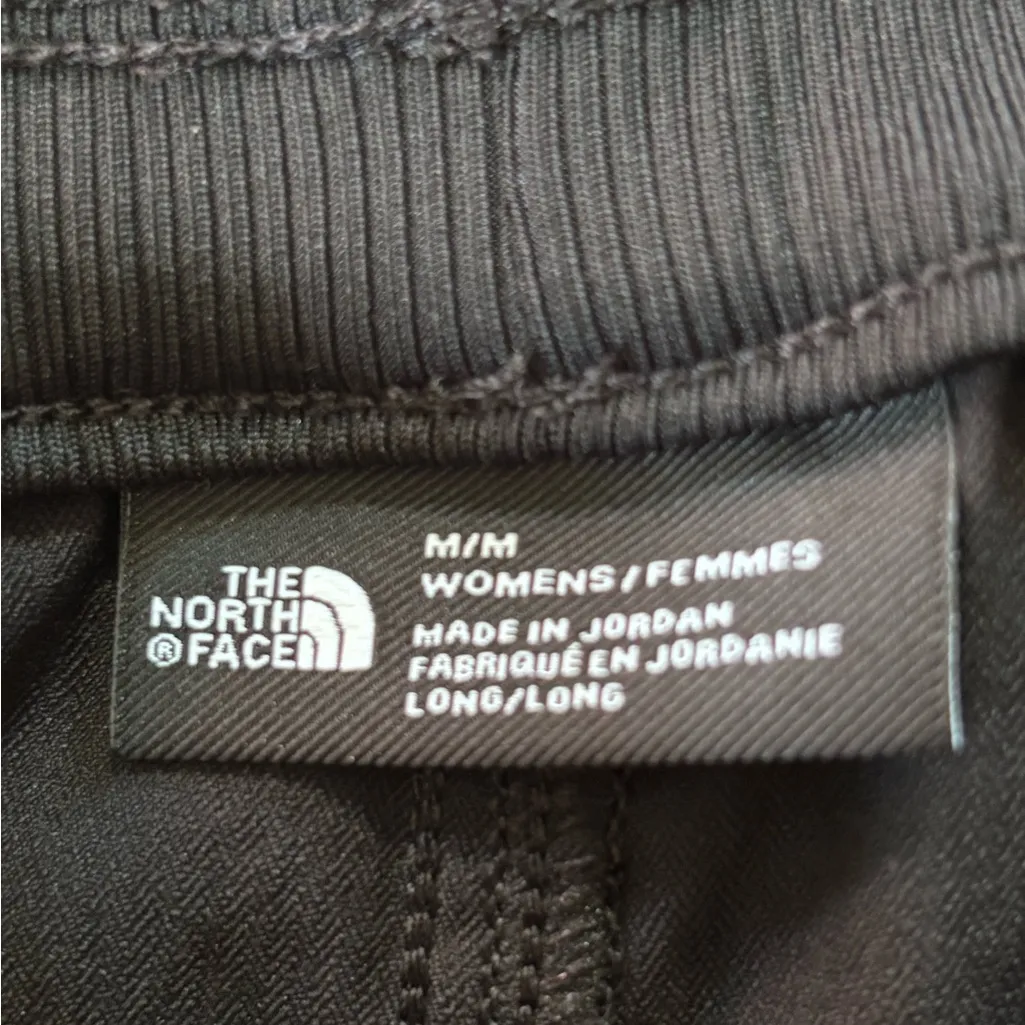 THE
NORTH
® FACE
M/M
WOMENS/FEMMES
MADE IN JORDAN
FABRIQUÉ EN JORDANIE
LONG/LONG